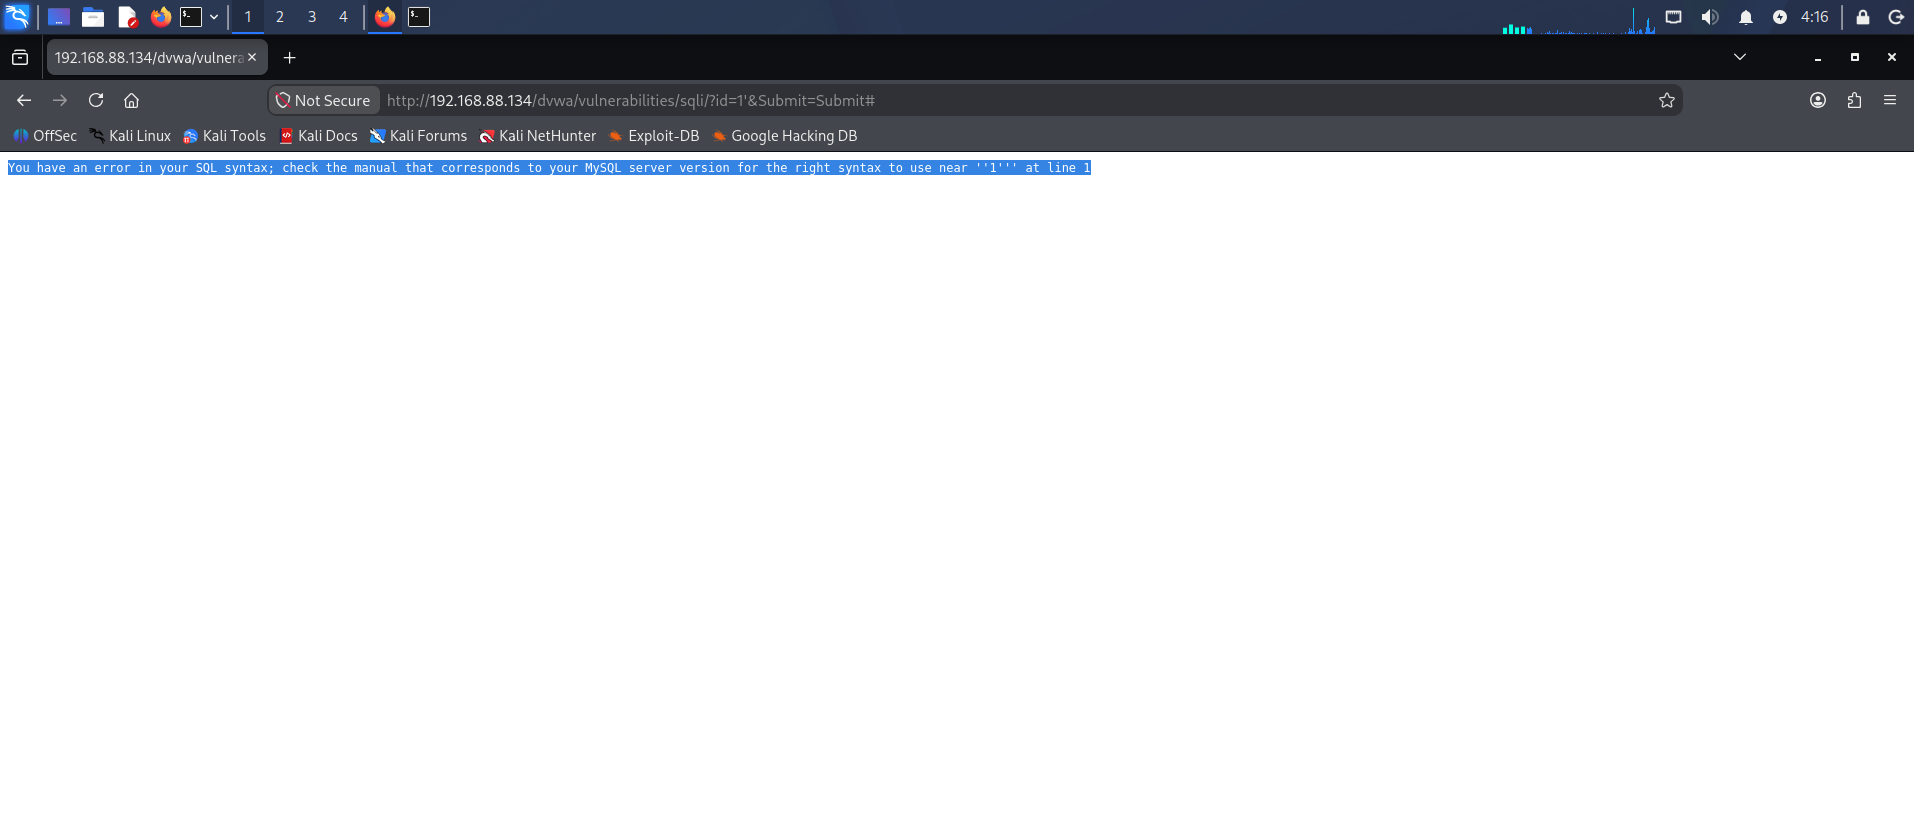 1 2 3 4 4:16
192.168.88.134/dvwa/vulnera
Not Secure http://192.168.88.134/dvwa/vulnerabilities/sqli/?id=1'&Submit=Submit#
OffSec Kali Linux Kali Tools Kali Docs Kali Forums Kali NetHunter Exploit-DB Google Hacking DB
You have an error in your SQL syntax; check the manual that corresponds to your MySQL server version for the right syntax to use near ''1''' at line 1